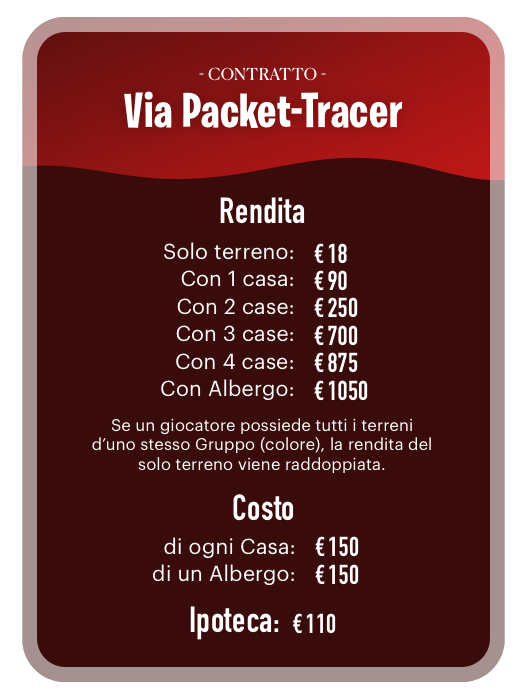 - CONTRATTO -
Via Packet-Tracer
Rendita
Solo terreno: € 18
Con 1 casa: € 90
Con 2 case: € 250
Con 3 case: € 700
Con 4 case: € 875
Con Albergo: € 1050
Se un giocatore possiede tutti i terreni
d’uno stesso Gruppo (colore), la rendita del
solo terreno viene raddoppiata.
Costo
di ogni Casa: € 150
di un Albergo: € 150
Ipoteca: € 110